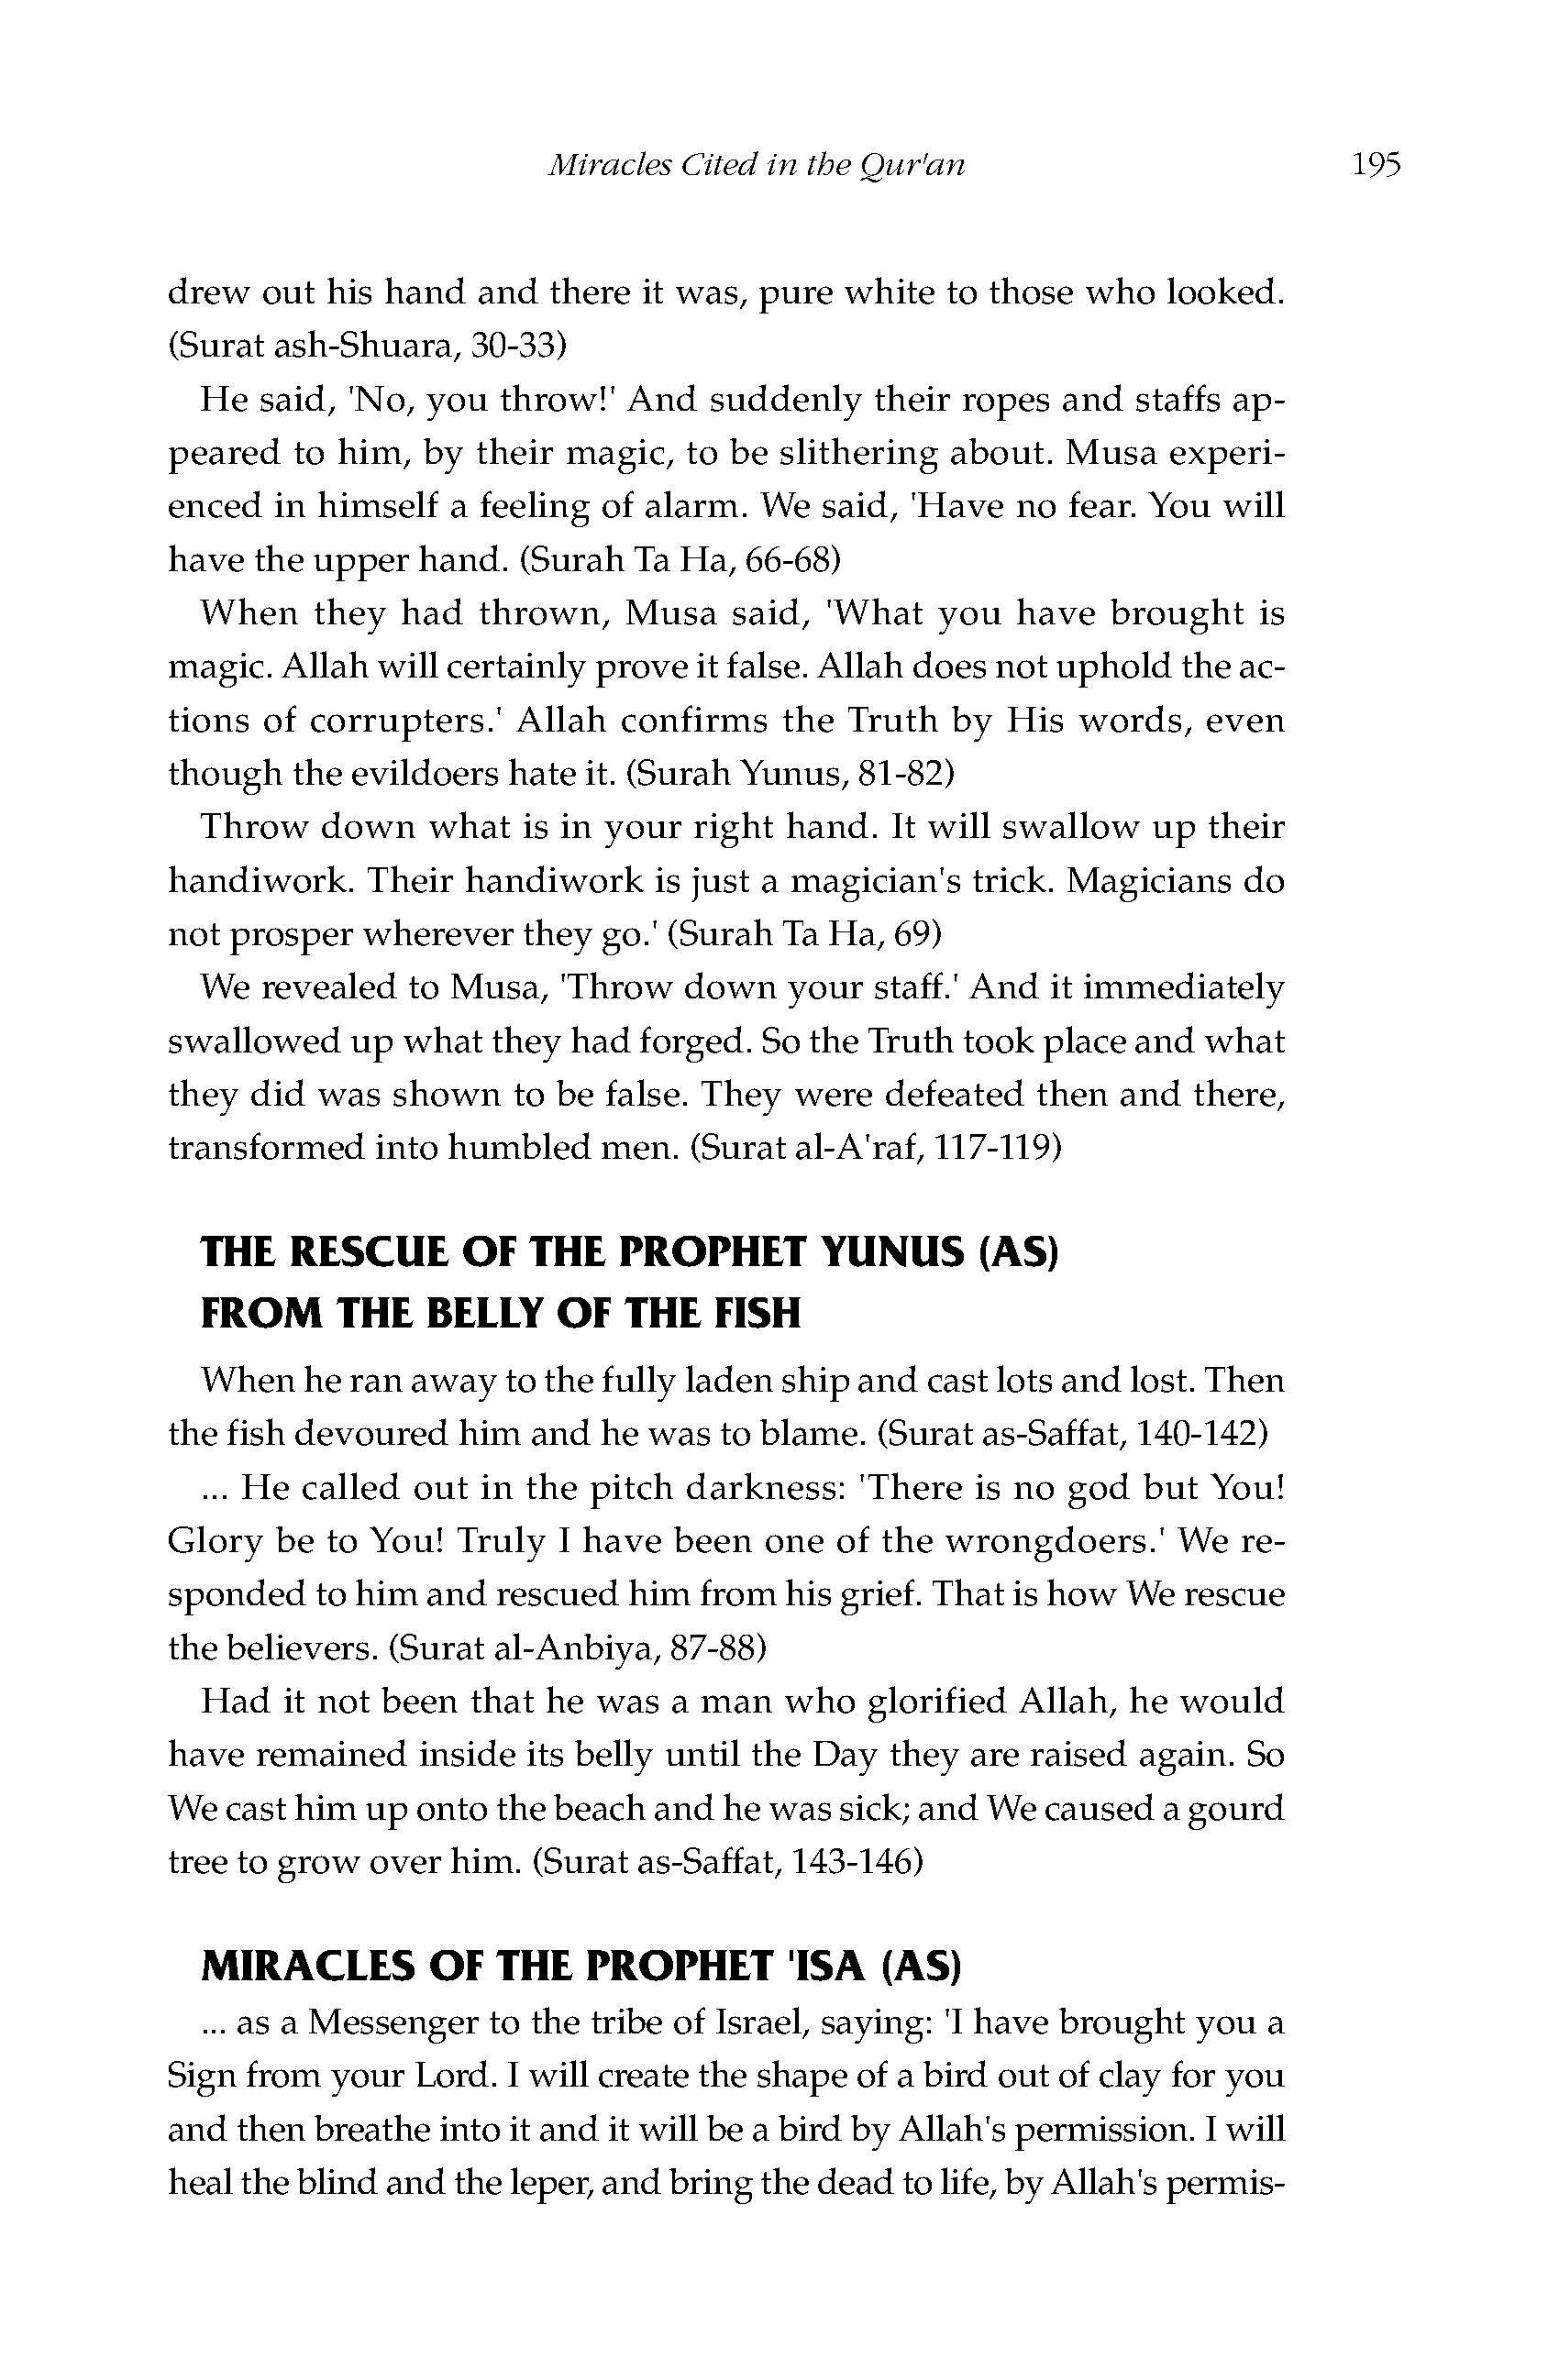 Miracles Cited in the Qur'an 195
drew out his hand and there it was, pure white to those who looked.
(Surat ash-Shuara, 30-33)
He said, 'No, you throw!' And suddenly their ropes and staffs ap-
peared to him, by their magic, to be slithering about. Musa experi-
enced in himself a feeling of alarm. We said, 'Have no fear. You will
have the upper hand. (Surah Ta Ha, 66-68)
When they had thrown, Musa said, 'What you have brought is
magic. Allah will certainly prove it false. Allah does not uphold the ac-
tions of corrupters.' Allah confirms the Truth by His words, even
though the evildoers hate it. (Surah Yunus, 81-82)
Throw down what is in your right hand. It will swallow up their
handiwork. Their handiwork is just a magician's trick. Magicians do
not prosper wherever they go.' (Surah Ta Ha, 69)
We revealed to Musa, 'Throw down your staff.' And it immediately
swallowed up what they had forged. So the Truth took place and what
they did was shown to be false. They were defeated then and there,
transformed into humbled men. (Surat al-A'raf, 117-119)
THE RESCUE OF THE PROPHET YUNUS (AS)
FROM THE BELLY OF THE FISH
When he ran away to the fully laden ship and cast lots and lost. Then
the fish devoured him and he was to blame. (Surat as-Saffat, 140-142)
... He called out in the pitch darkness: 'There is no god but You!
Glory be to You! Truly I have been one of the wrongdoers.' We re-
sponded to him and rescued him from his grief. That is how We rescue
the believers. (Surat al-Anbiya, 87-88)
Had it not been that he was a man who glorified Allah, he would
have remained inside its belly until the Day they are raised again. So
We cast him up onto the beach and he was sick; and We caused a gourd
tree to grow over him. (Surat as-Saffat, 143-146)
MIRACLES OF THE PROPHET 'ISA (AS)
... as a Messenger to the tribe of Israel, saying: 'I have brought you a
Sign from your Lord. I will create the shape of a bird out of clay for you
and then breathe into it and it will be a bird by Allah's permission. I will
heal the blind and the leper, and bring the dead to life, by Allah's permis-